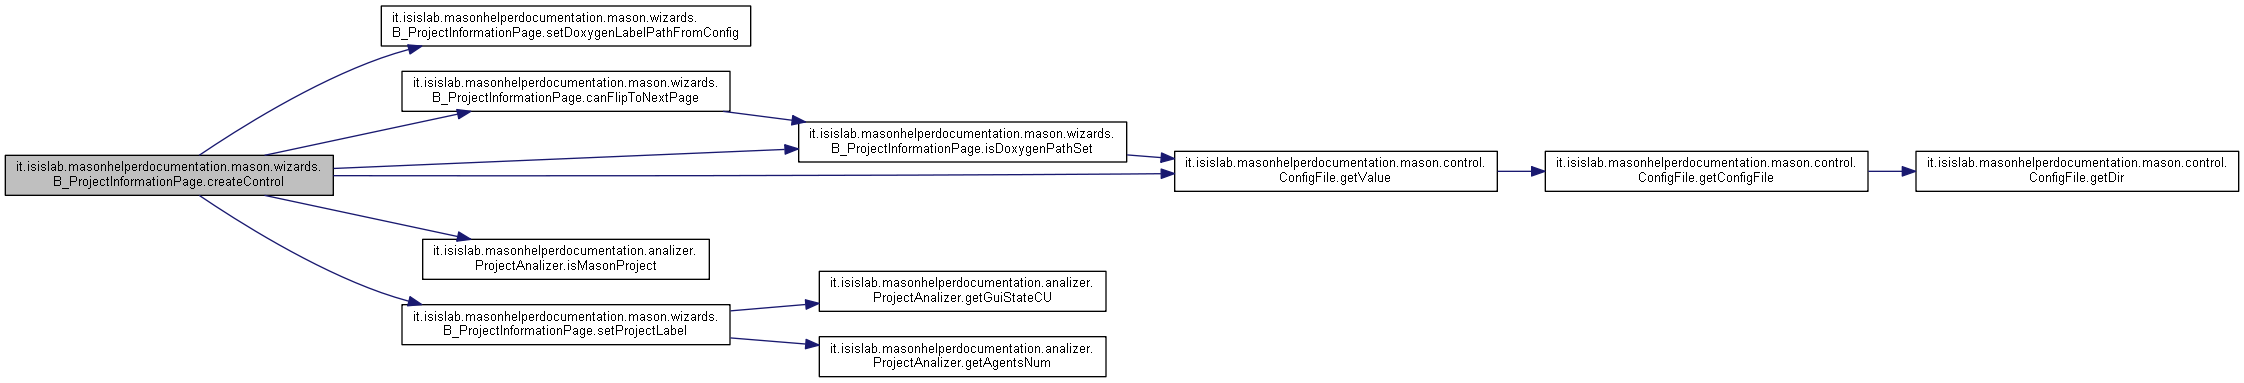 it.isislab.masonhelperdocumentation.mason.wizards.
B_ProjectInformationPage.setDoxygenLabelPathFromConfig
it.isislab.masonhelperdocumentation.mason.wizards.
B_ProjectInformationPage.canFlipToNextPage
it.isislab.masonhelperdocumentation.mason.wizards.
B_ProjectInformationPage.isDoxygenPathSet
it.isislab.masonhelperdocumentation.mason.wizards.
B_ProjectInformationPage.createControl
it.isislab.masonhelperdocumentation.mason.control.
ConfigFile.getValue
it.isislab.masonhelperdocumentation.mason.control.
ConfigFile.getConfigFile
it.isislab.masonhelperdocumentation.mason.control.
ConfigFile.getDir
it.isislab.masonhelperdocumentation.analizer.
ProjectAnalizer.isMasonProject
it.isislab.masonhelperdocumentation.mason.wizards.
B_ProjectInformationPage.setProjectLabel
it.isislab.masonhelperdocumentation.analizer.
ProjectAnalizer.getGuiStateCU
it.isislab.masonhelperdocumentation.analizer.
ProjectAnalizer.getAgentsNum